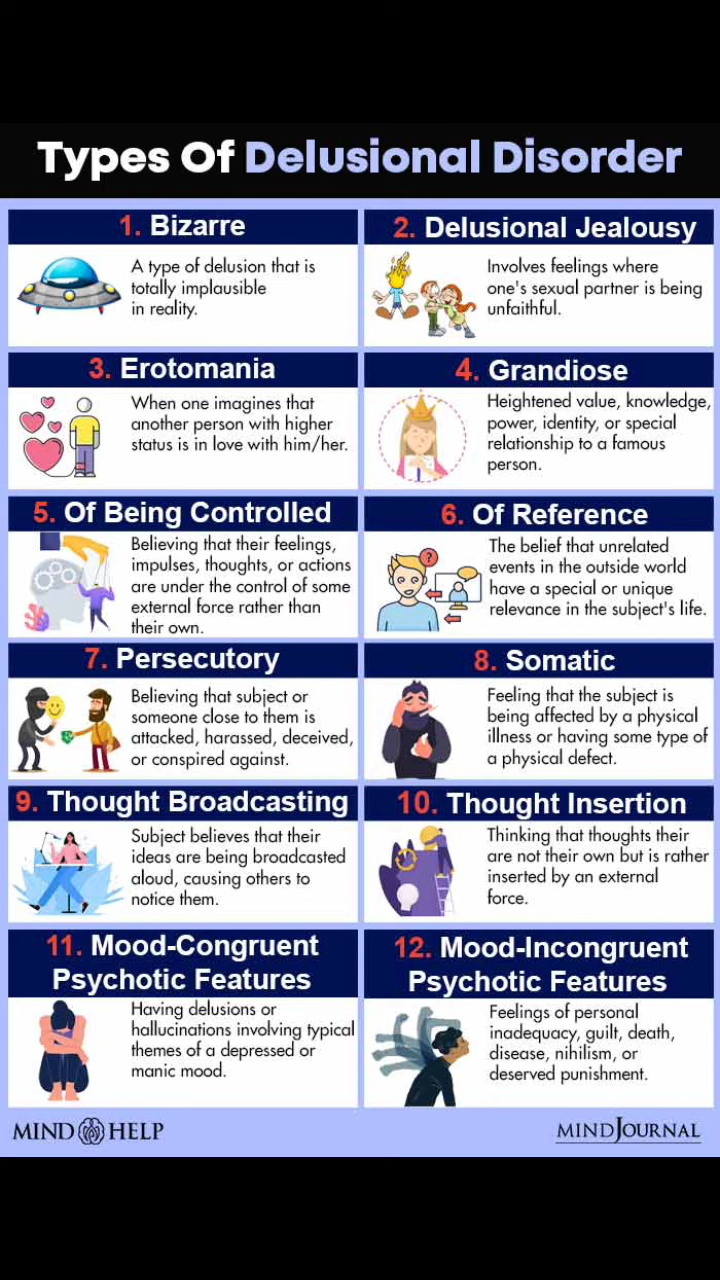 Types Of Delusional Disorder
1. Bizarre
A type of delusion that is
totally implausible
in reality.
2. Delusional Jealousy
Involves feelings where
one's sexual partner is being
unfaithful.
3. Erotomania
When one imagines that
another person with higher
status is in love with him/her.
4. Grandiose
Heightened value, knowledge,
power, identity, or special
relationship to a famous
person.
5. Of Being Controlled
Believing that their feelings,
impulses, thoughts, or actions
are under the control of some
external force rather than
their own.
6. Of Reference
?
The belief that unrelated
events in the outside world
have a special or unique
relevance in the subject's life.
7. Persecutory
Believing that subject or
someone close to them is
attacked, harassed, deceived,
or conspired against.
8. Somatic
Feeling that the subject is
being affected by a physical
illness or having some type of
a physical defect.
9. Thought Broadcasting
Subject believes that their
ideas are being broadcasted
aloud, causing others to
notice them.
10. Thought Insertion
Thinking that thoughts their
are not their own but is rather
inserted by an external
force.
11. Mood-Congruent
Psychotic Features
Having delusions or
hallucinations involving typical
themes of a depressed or
manic mood.
12. Mood-Incongruent
Psychotic Features
Feelings of personal
inadequacy, guilt, death,
disease, nihilism, or
deserved punishment.
MIND HELP
MINDJOURNAL